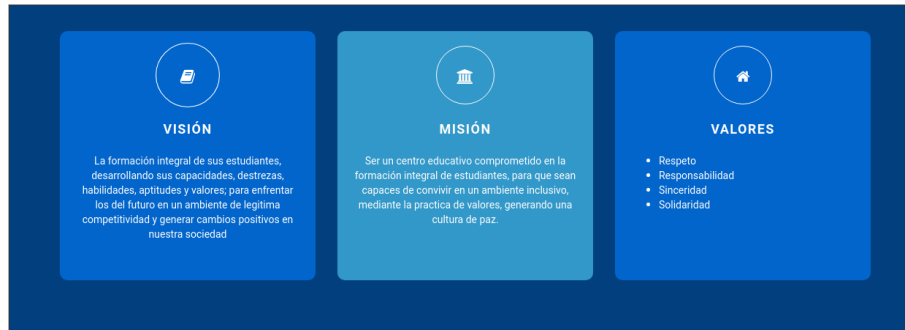 VISIÓN
La formación integral de sus estudiantes,
desarrollando sus capacidades, destrezas,
habilidades, aptitudes y valores; para enfrentar
los del futuro en un ambiente de legitima
competitividad y generar cambios positivos en
nuestra sociedad
MISIÓN
Ser un centro educativo comprometido en la
formación integral de estudiantes, para que sean
capaces de convivir en un ambiente inclusivo,
mediante la practica de valores, generando una
cultura de paz.
VALORES
Respeto
Responsabilidad
Sinceridad
Solidaridad